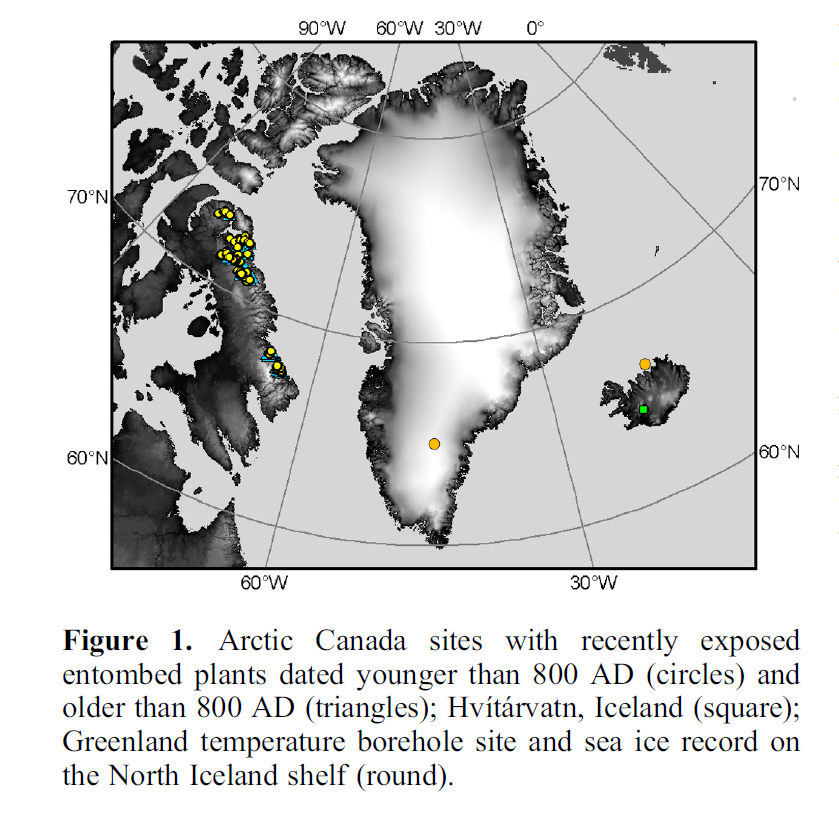 90°W 60°W 30°W 0°
70°N
70°N
60°N
60°N
60°W 30°W
Figure 1. Arctic Canada sites with recently exposed
entombed plants dated younger than 800 AD (circles) and
older than 800 AD (triangles); Hvítárvatn, Iceland (square);
Greenland temperature borehole site and sea ice record on
the North Iceland shelf (round).